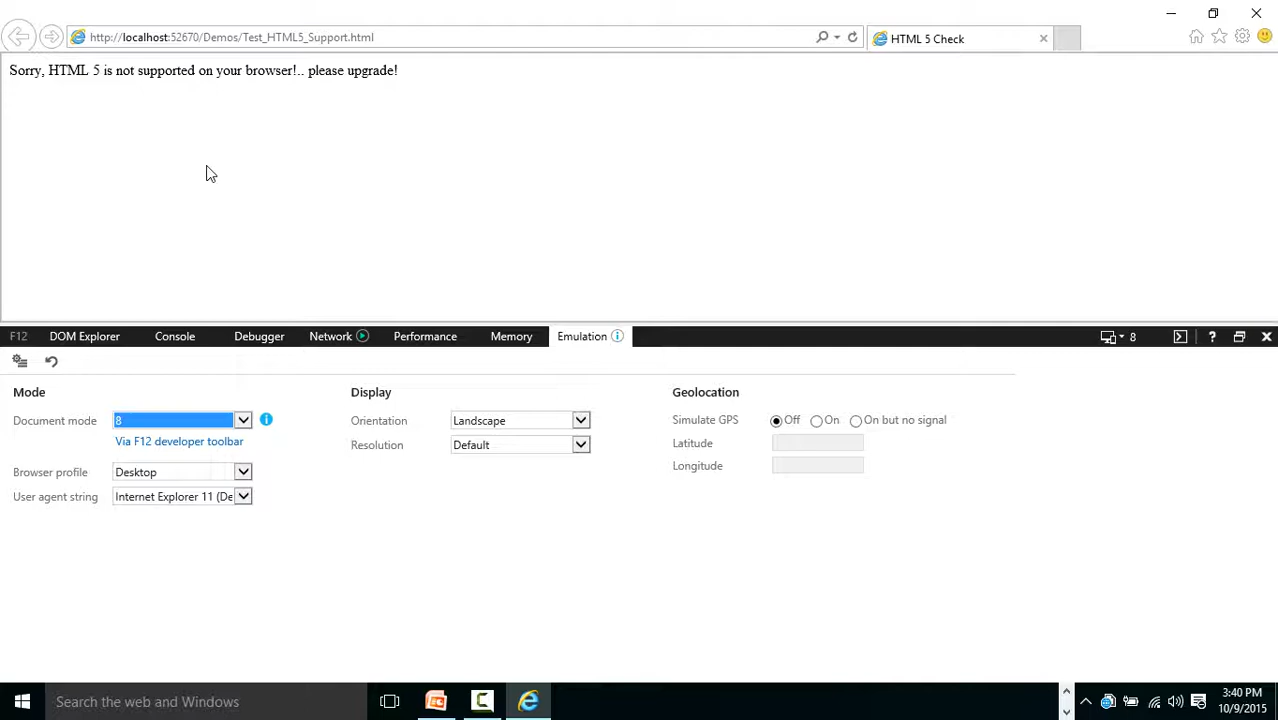 http://localhost:52670/Demos/Test_HTML5_Support.html
HTML 5 Check
Sorry, HTML 5 is not supported on your browser!.. please upgrade!
F12 DOM Explorer Console Debugger Network Performance Memory Emulation 8 ?
Mode Display Geolocation
Document mode 8 Orientation Landscape Simulate GPS Off On On but no signal
Via F12 developer toolbar Resolution Default Latitude
Longitude
Browser profile Desktop
User agent string Internet Explorer 11 (De
Search the web and Windows
3:40 PM
10/9/2015